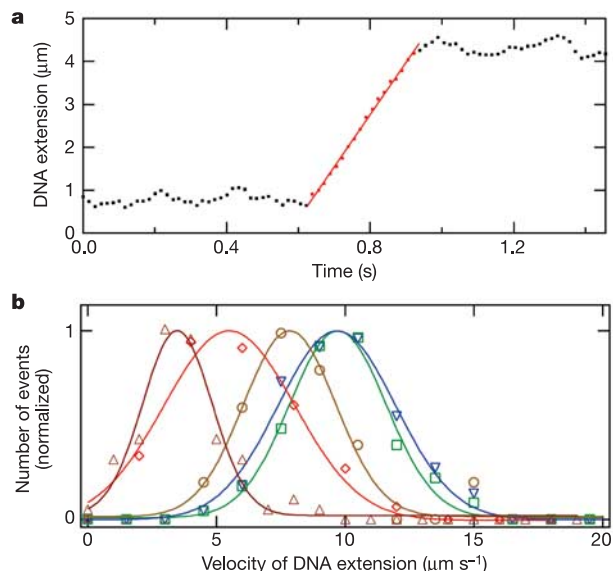 a
5
4
3
2
1
0
DNA extension (μm)
0.0 0.4 0.8 1.2
Time (s)
b
1
0
Number of events
(normalized)
0 5 10 15 20
Velocity of DNA extension (μm s⁻¹)